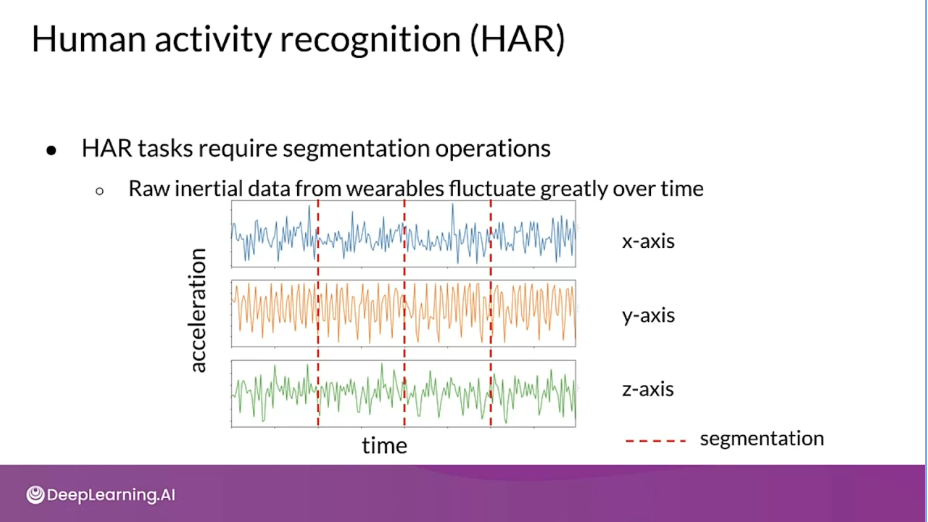 Human activity recognition (HAR)
● HAR tasks require segmentation operations
○ Raw inertial data from wearables fluctuate greatly over time
acceleration
x-axis
y-axis
z-axis
time
segmentation
DeepLearning.AI